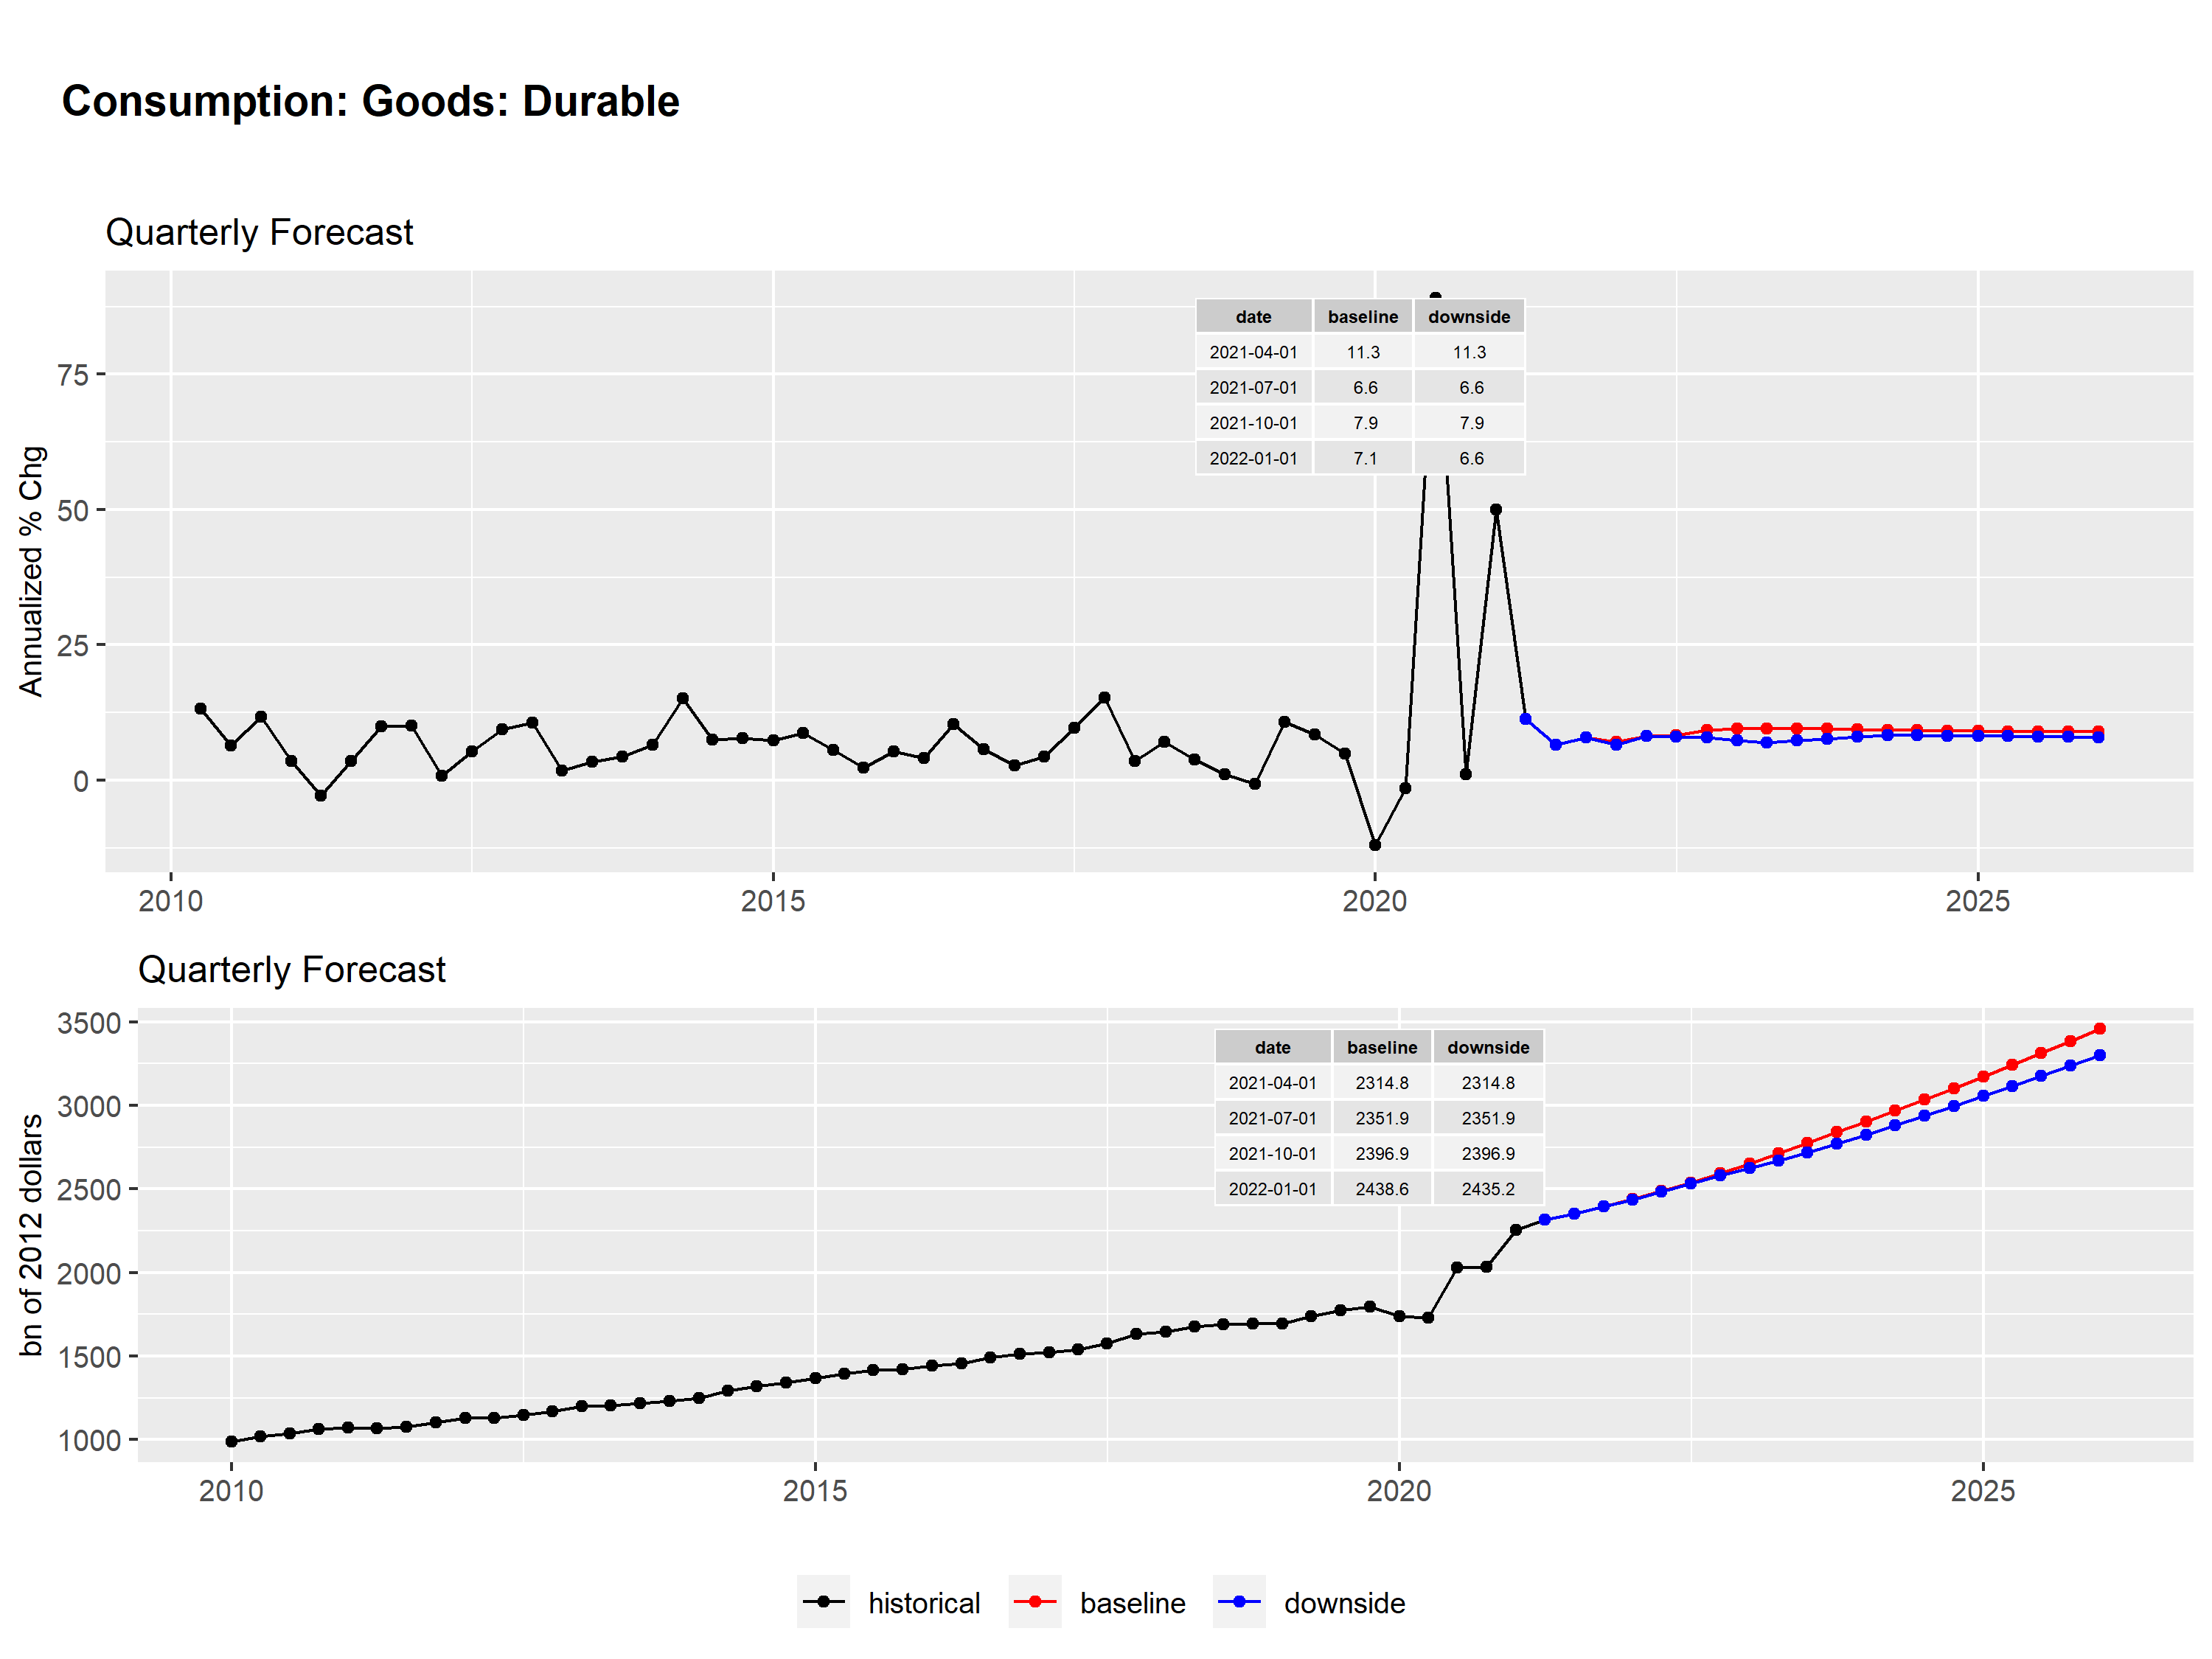 Consumption: Goods: Durable
Quarterly Forecast
Annualized % Chg
75
50
25
0
date baseline downside
2021-04-01 11.3 11.3
2021-07-01 6.6 6.6
2021-10-01 7.9 7.9
2022-01-01 7.1 6.6
2010 2015 2020 2025
Quarterly Forecast
bn of 2012 dollars
3500
3000
2500
2000
1500
1000
date baseline downside
2021-04-01 2314.8 2314.8
2021-07-01 2351.9 2351.9
2021-10-01 2396.9 2396.9
2022-01-01 2438.6 2435.2
2010 2015 2020 2025
historical baseline downside